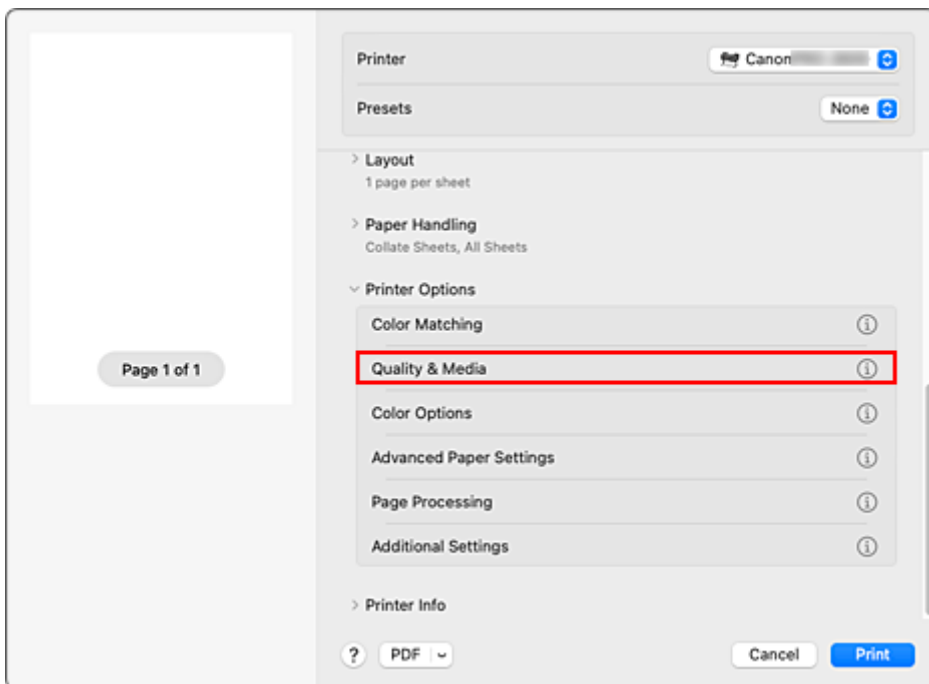 Printer
Canon
Presets
None
Layout
1 page per sheet
Paper Handling
Collate Sheets, All Sheets
Printer Options
Color Matching
Quality & Media
Page 1 of 1
Color Options
Advanced Paper Settings
Page Processing
Additional Settings
Printer Info
? PDF
Cancel
Print